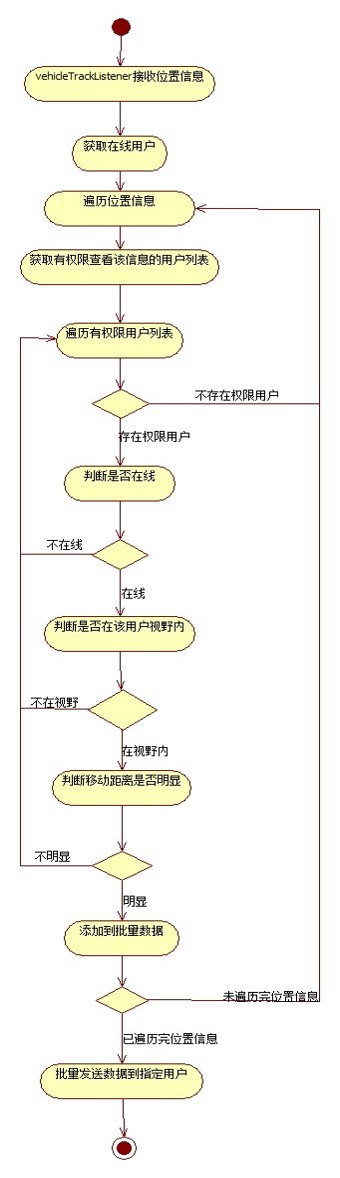 vehicleTrackListener接收位置信息
获取在线用户
遍历位置信息
获取有权限查看该信息的用户列表
遍历有权限用户列表
不存在权限用户
存在权限用户
判断是否在线
不在线
在线
判断是否在该用户视野内
不在视野
在视野内
判断移动距离是否明显
不明显
明显
添加到批量数据
未遍历完位置信息
已遍历完位置信息
批量发送数据到指定用户